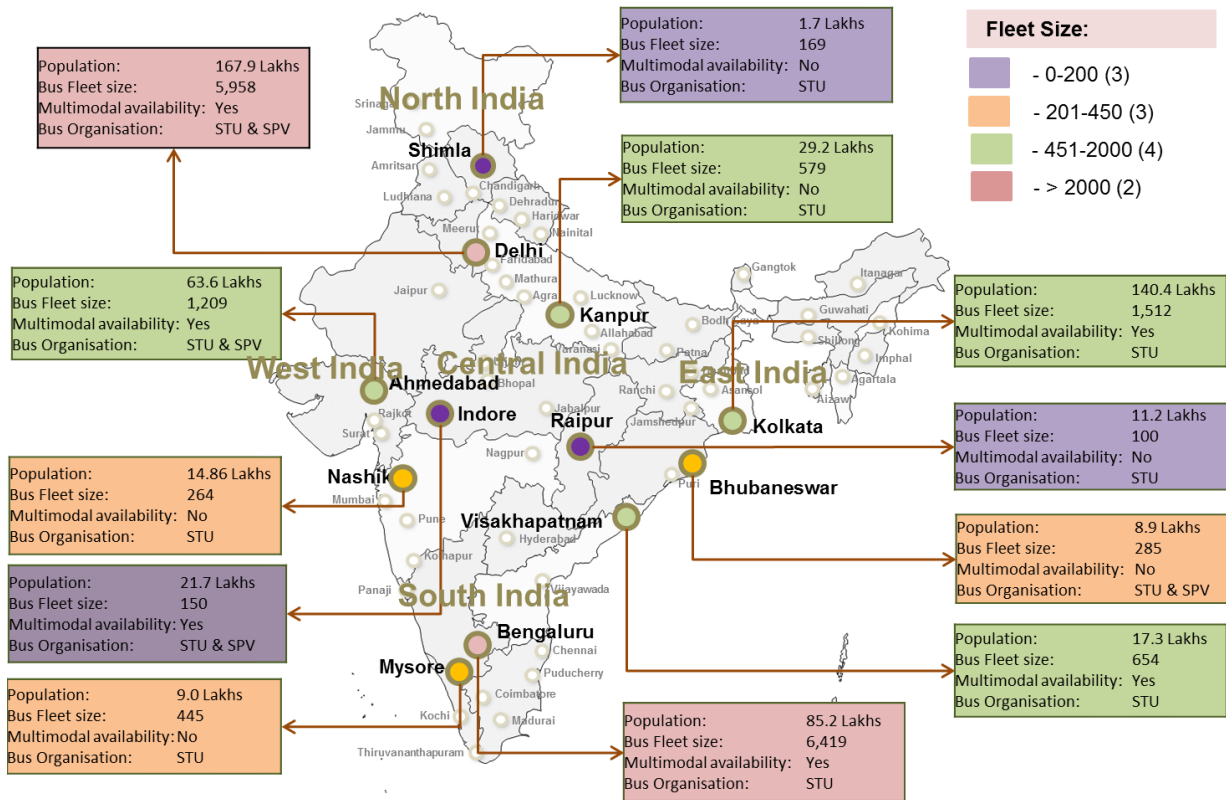 Population: 1.7 Lakhs
Bus Fleet size: 169
Multimodal availability: No
Bus Organisation: STU
Fleet Size:
- 0-200 (3)
- 201-450 (3)
- 451-2000 (4)
- > 2000 (2)
Population: 167.9 Lakhs
Bus Fleet size: 5,958
Multimodal availability: Yes
Bus Organisation: STU & SPV
Population: 29.2 Lakhs
Bus Fleet size: 579
Multimodal availability: No
Bus Organisation: STU
North India
Jammu
Shimla
Amritsar
Chandigarh
Ludhiana
Dehradun
Haridwar
Meerut
Nainital
Delhi
Faridabad
Mathura
Jaipur
Agra
Lucknow
Kanpur
Allahabad
Gangtok
Itanagar
Guwahati
Kohima
Shillong
Imphal
Agartala
Population: 63.6 Lakhs
Bus Fleet size: 1,209
Multimodal availability: Yes
Bus Organisation: STU & SPV
Population: 140.4 Lakhs
Bus Fleet size: 1,512
Multimodal availability: Yes
Bus Organisation: STU
West India
Central India
East India
Varanasi
Patna
Bhopal
Ahmedabad
Ranchi
Asansol
Indore
Jabalpur
Jamshedpur
Rajkot
Raipur
Kolkata
Surat
Nagpur
Population: 11.2 Lakhs
Bus Fleet size: 100
Multimodal availability: No
Bus Organisation: STU
Population: 14.86 Lakhs
Bus Fleet size: 264
Multimodal availability: No
Bus Organisation: STU
Nashik
Puri
Bhubaneswar
Mumbai
Pune
Visakhapatnam
Hyderabad
Kolhapur
Population: 8.9 Lakhs
Bus Fleet size: 285
Multimodal availability: No
Bus Organisation: STU & SPV
Population: 21.7 Lakhs
Bus Fleet size: 150
Multimodal availability: Yes
Bus Organisation: STU & SPV
Panaji
South India
Vijayawada
Bengaluru
Chennai
Mysore
Puducherry
Coimbatore
Kochi
Madurai
Thiruvananthapuram
Population: 17.3 Lakhs
Bus Fleet size: 654
Multimodal availability: Yes
Bus Organisation: STU
Population: 9.0 Lakhs
Bus Fleet size: 445
Multimodal availability: No
Bus Organisation: STU
Population: 85.2 Lakhs
Bus Fleet size: 6,419
Multimodal availability: Yes
Bus Organisation: STU